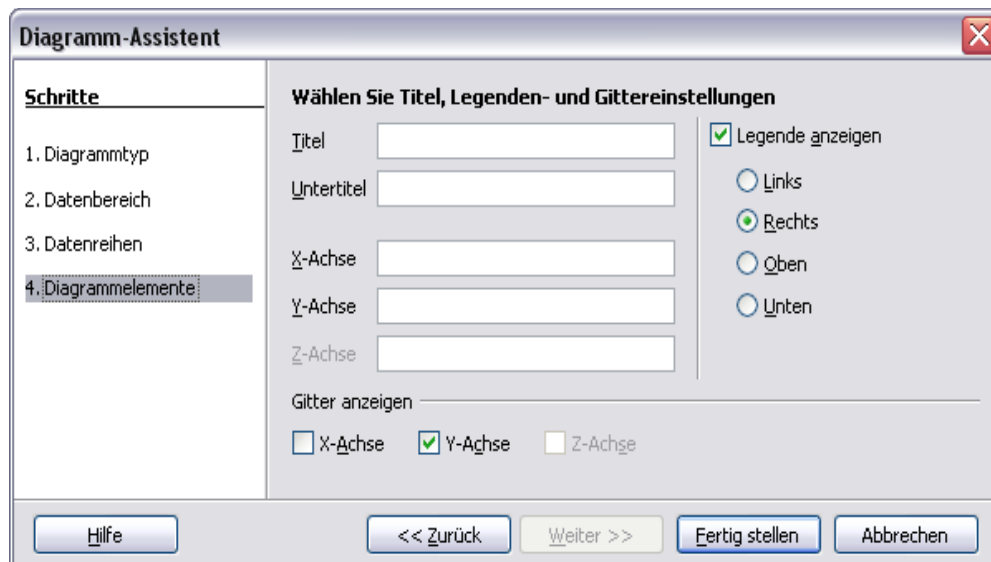 Diagramm-Assistent
Schritte
1. Diagrammtyp
2. Datenbereich
3. Datenreihen
4. Diagrammelemente
Wählen Sie Titel, Legenden- und Gittereinstellungen
Titel
Untertitel
X-Achse
Y-Achse
Z-Achse
Legende anzeigen
Links
Rechts
Oben
Unten
Gitter anzeigen
X-Achse Y-Achse Z-Achse
Hilfe << Zurück Weiter >> Fertig stellen Abbrechen